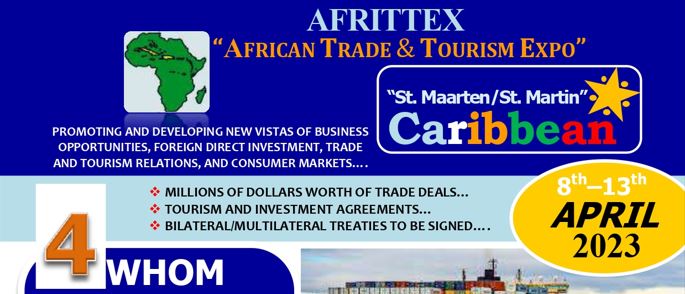 AFRITTEX
“AFRICAN TRADE & TOURISM EXPO”
“St. Maarten/St. Martin”
Caribbean
PROMOTING AND DEVELOPING NEW VISTAS OF BUSINESS
OPPORTUNITIES, FOREIGN DIRECT INVESTMENT, TRADE
AND TOURISM RELATIONS, AND CONSUMER MARKETS….
MILLIONS OF DOLLARS WORTH OF TRADE DEALS…
TOURISM AND INVESTMENT AGREEMENTS…
BILATERAL/MULTILATERAL TREATIES TO BE SIGNED….
8th–13th
APRIL
2023
4
WHOM